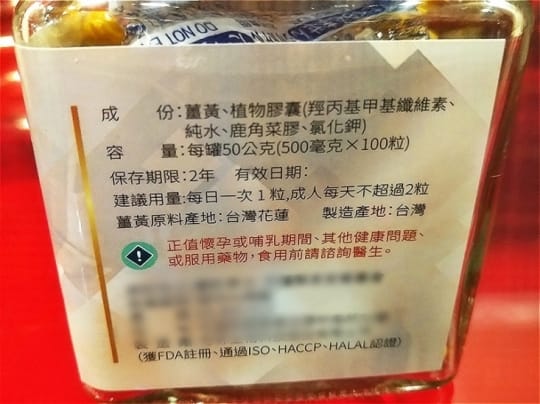 DO NOT EA
成　份:薑黃、植物膠囊(羥丙基甲基纖維素、
純水、鹿角菜膠、氯化鉀)
容　量:每罐50公克(500毫克×100粒)
保存期限:2年　有效日期:
建議用量:每日一次1粒,成人每天不超過2粒
薑黃原料產地:台灣花蓮　製造產地:台灣
正值懷孕或哺乳期間、其他健康問題、
或服用藥物,食用前請諮詢醫生。
(獲FDA註冊、通過ISO、HACCP、HALAL認證)